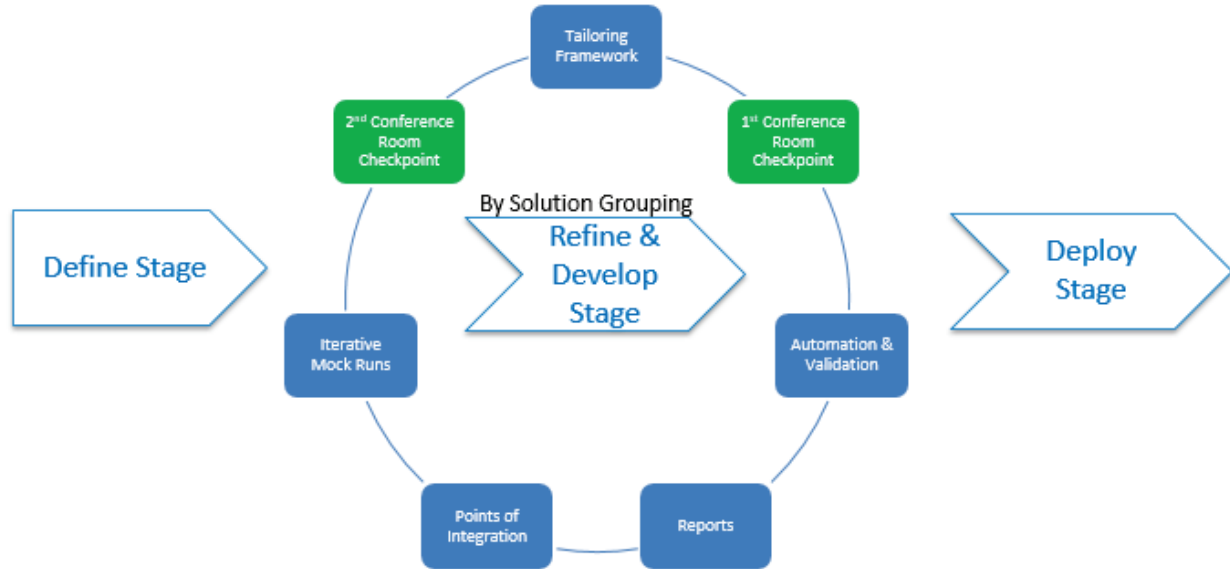 Tailoring
Framework
2nd Conference
Room
Checkpoint
1st Conference
Room
Checkpoint
By Solution Grouping
Define Stage
Refine &
Develop
Stage
Deploy
Stage
Iterative
Mock Runs
Automation &
Validation
Points of
Integration
Reports